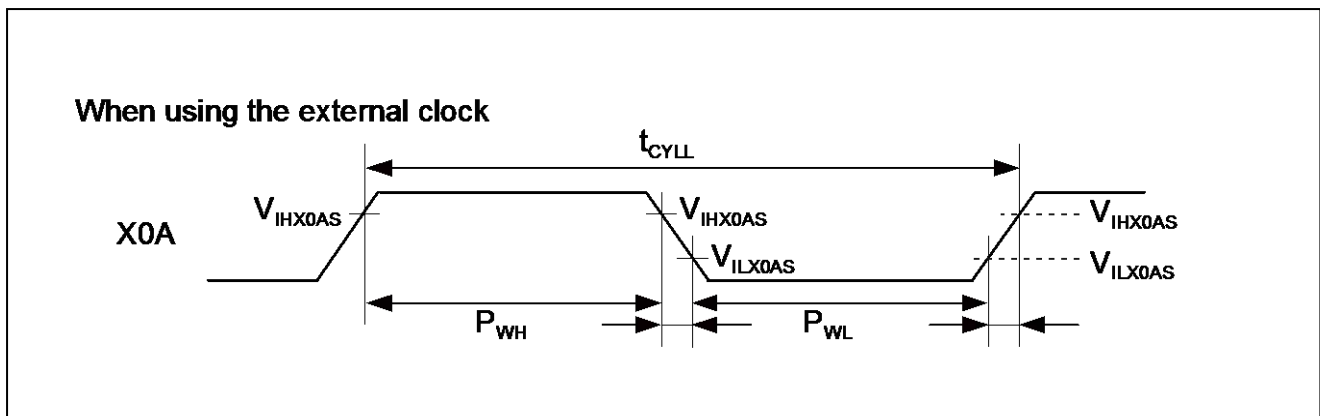 When using the external clock
tCYLL
X0A
VIHX0AS
VIHX0AS
VIHX0AS
VILX0AS
VILX0AS
PWH
PWL